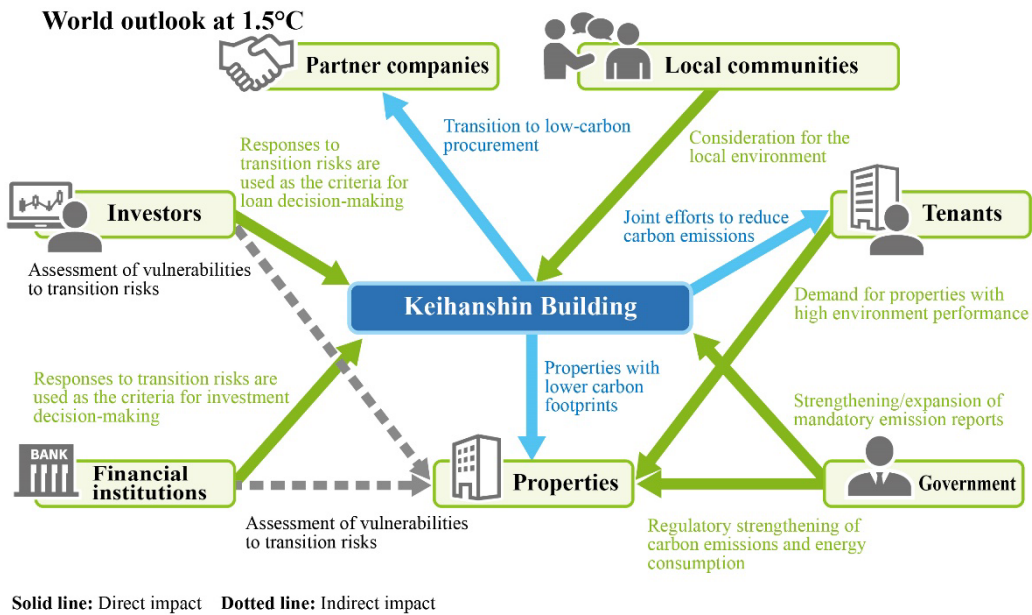 World outlook at 1.5°C
Partner companies
Local communities
Transition to low-carbon
procurement
Consideration for the
local environment
Responses to
transition risks are
used as the criteria for
loan decision-making
Investors
Joint efforts to reduce
carbon emissions
Tenants
Assessment of vulnerabilities
to transition risks
Keihanshin Building
Demand for properties with
high environment performance
Properties with
lower carbon
footprints
Responses to transition risks are
used as the criteria for investment
decision-making
Strengthening/expansion of
mandatory emission reports
BANK
Financial
institutions
Properties
Government
Assessment of vulnerabilities
to transition risks
Regulatory strengthening of
carbon emissions and energy
consumption
Solid line: Direct impact Dotted line: Indirect impact